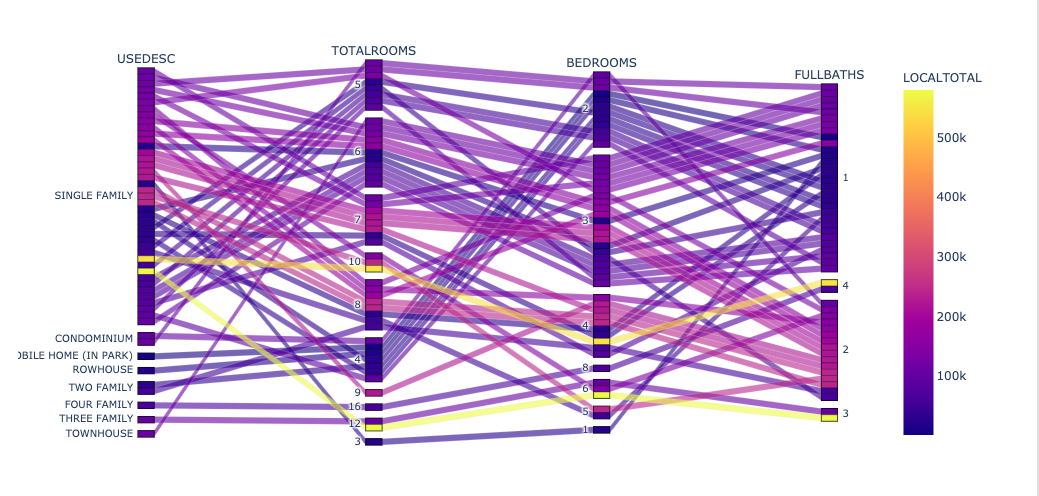 USEDESC
TOTALROOMS
BEDROOMS
FULLBATHS
LOCALTOTAL
SINGLE FAMILY
CONDOMINIUM
OBILE HOME (IN PARK)
ROWHOUSE
TWO FAMILY
FOUR FAMILY
THREE FAMILY
TOWNHOUSE
5
6
7
10
8
4
9
16
12
3
2
3
4
8
6
5
1
1
4
2
3
500k
400k
300k
200k
100k